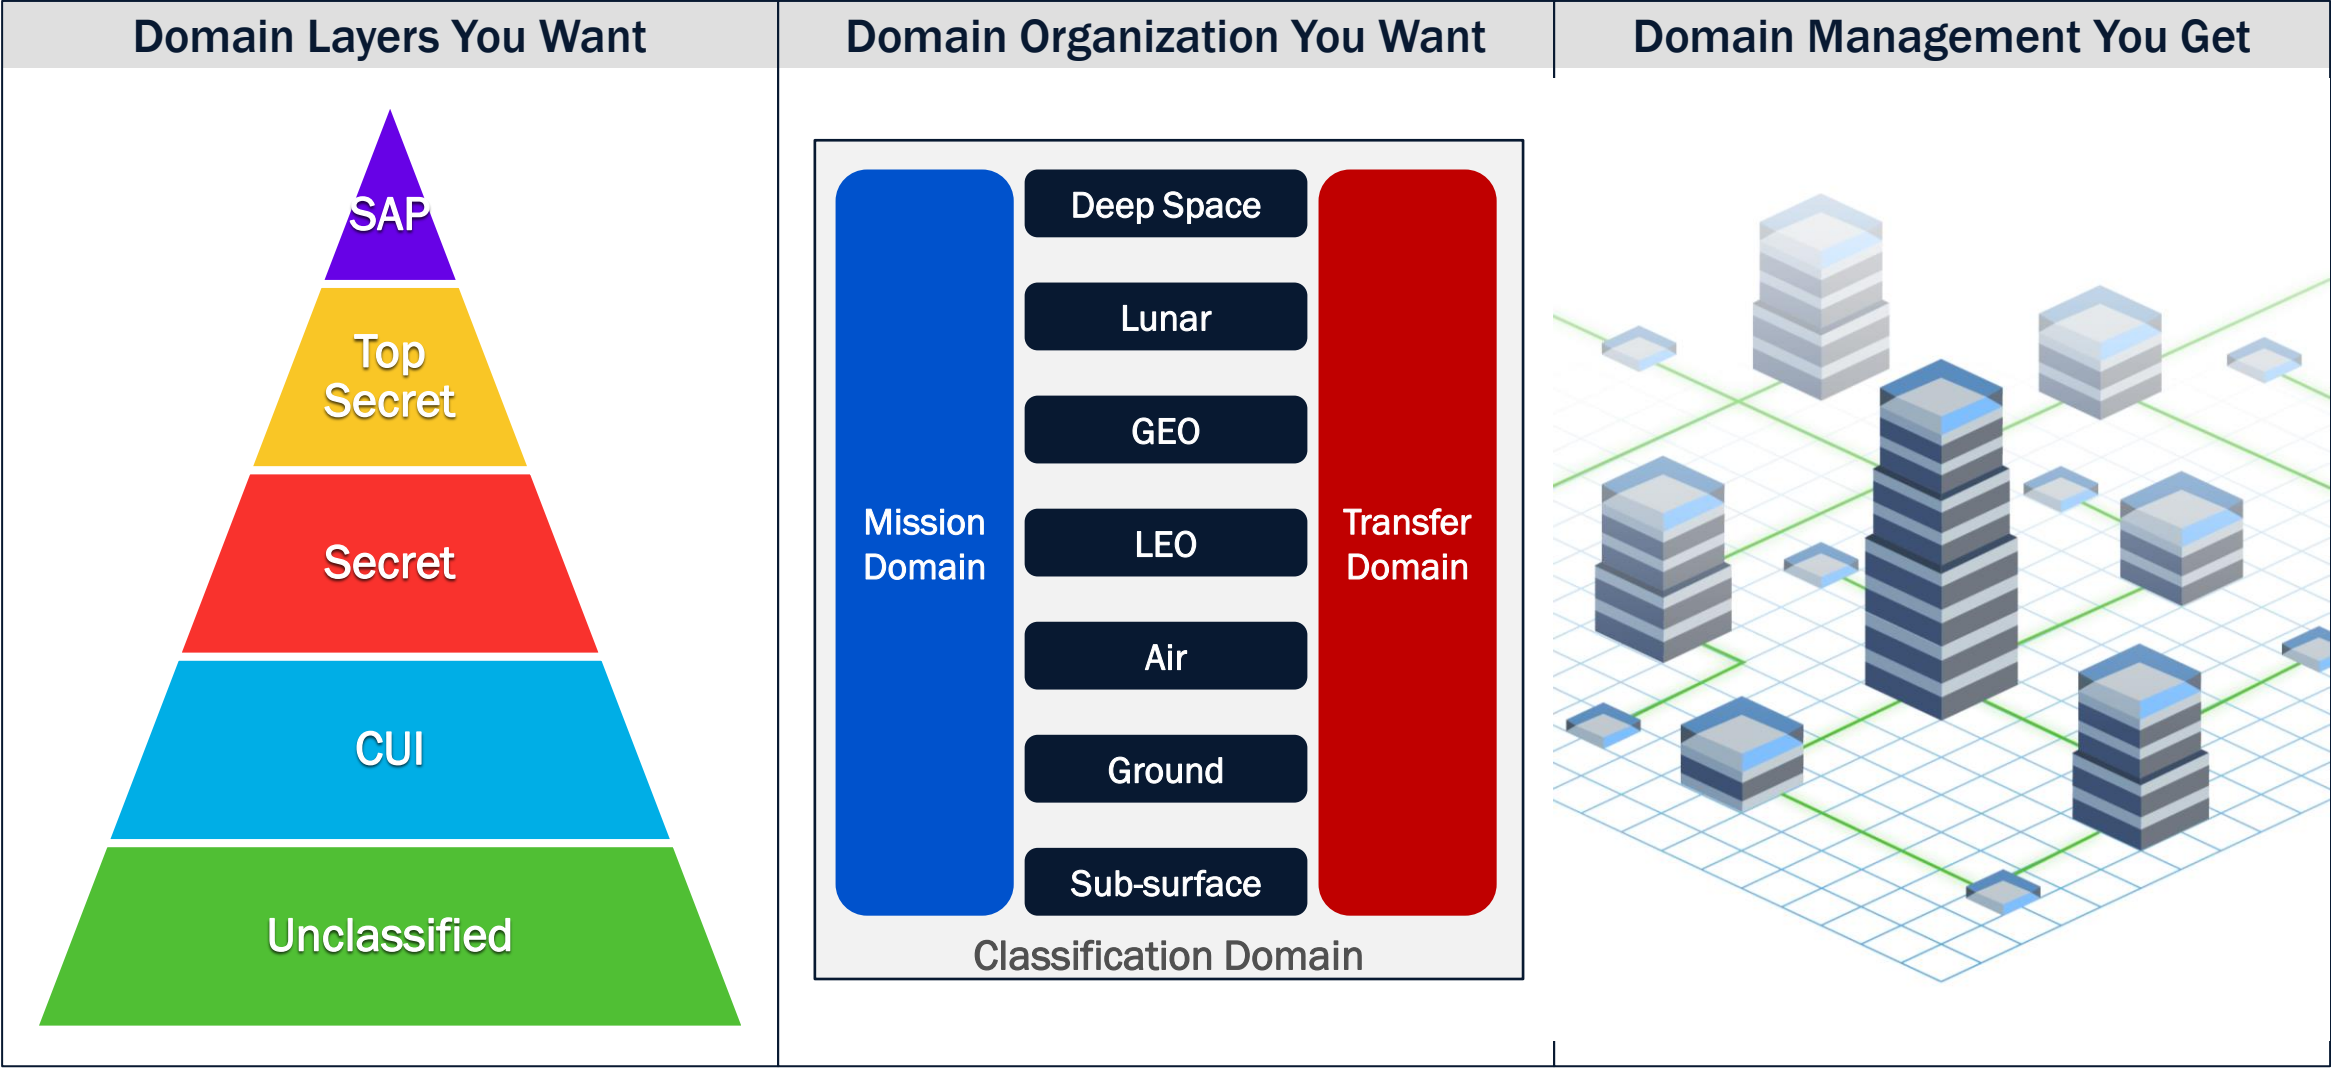 Domain Layers You Want
SAP
Top
Secret
Secret
CUI
Unclassified
Domain Organization You Want
Mission
Domain
Deep Space
Lunar
GEO
LEO
Air
Ground
Sub-surface
Transfer
Domain
Classification Domain
Domain Management You Get